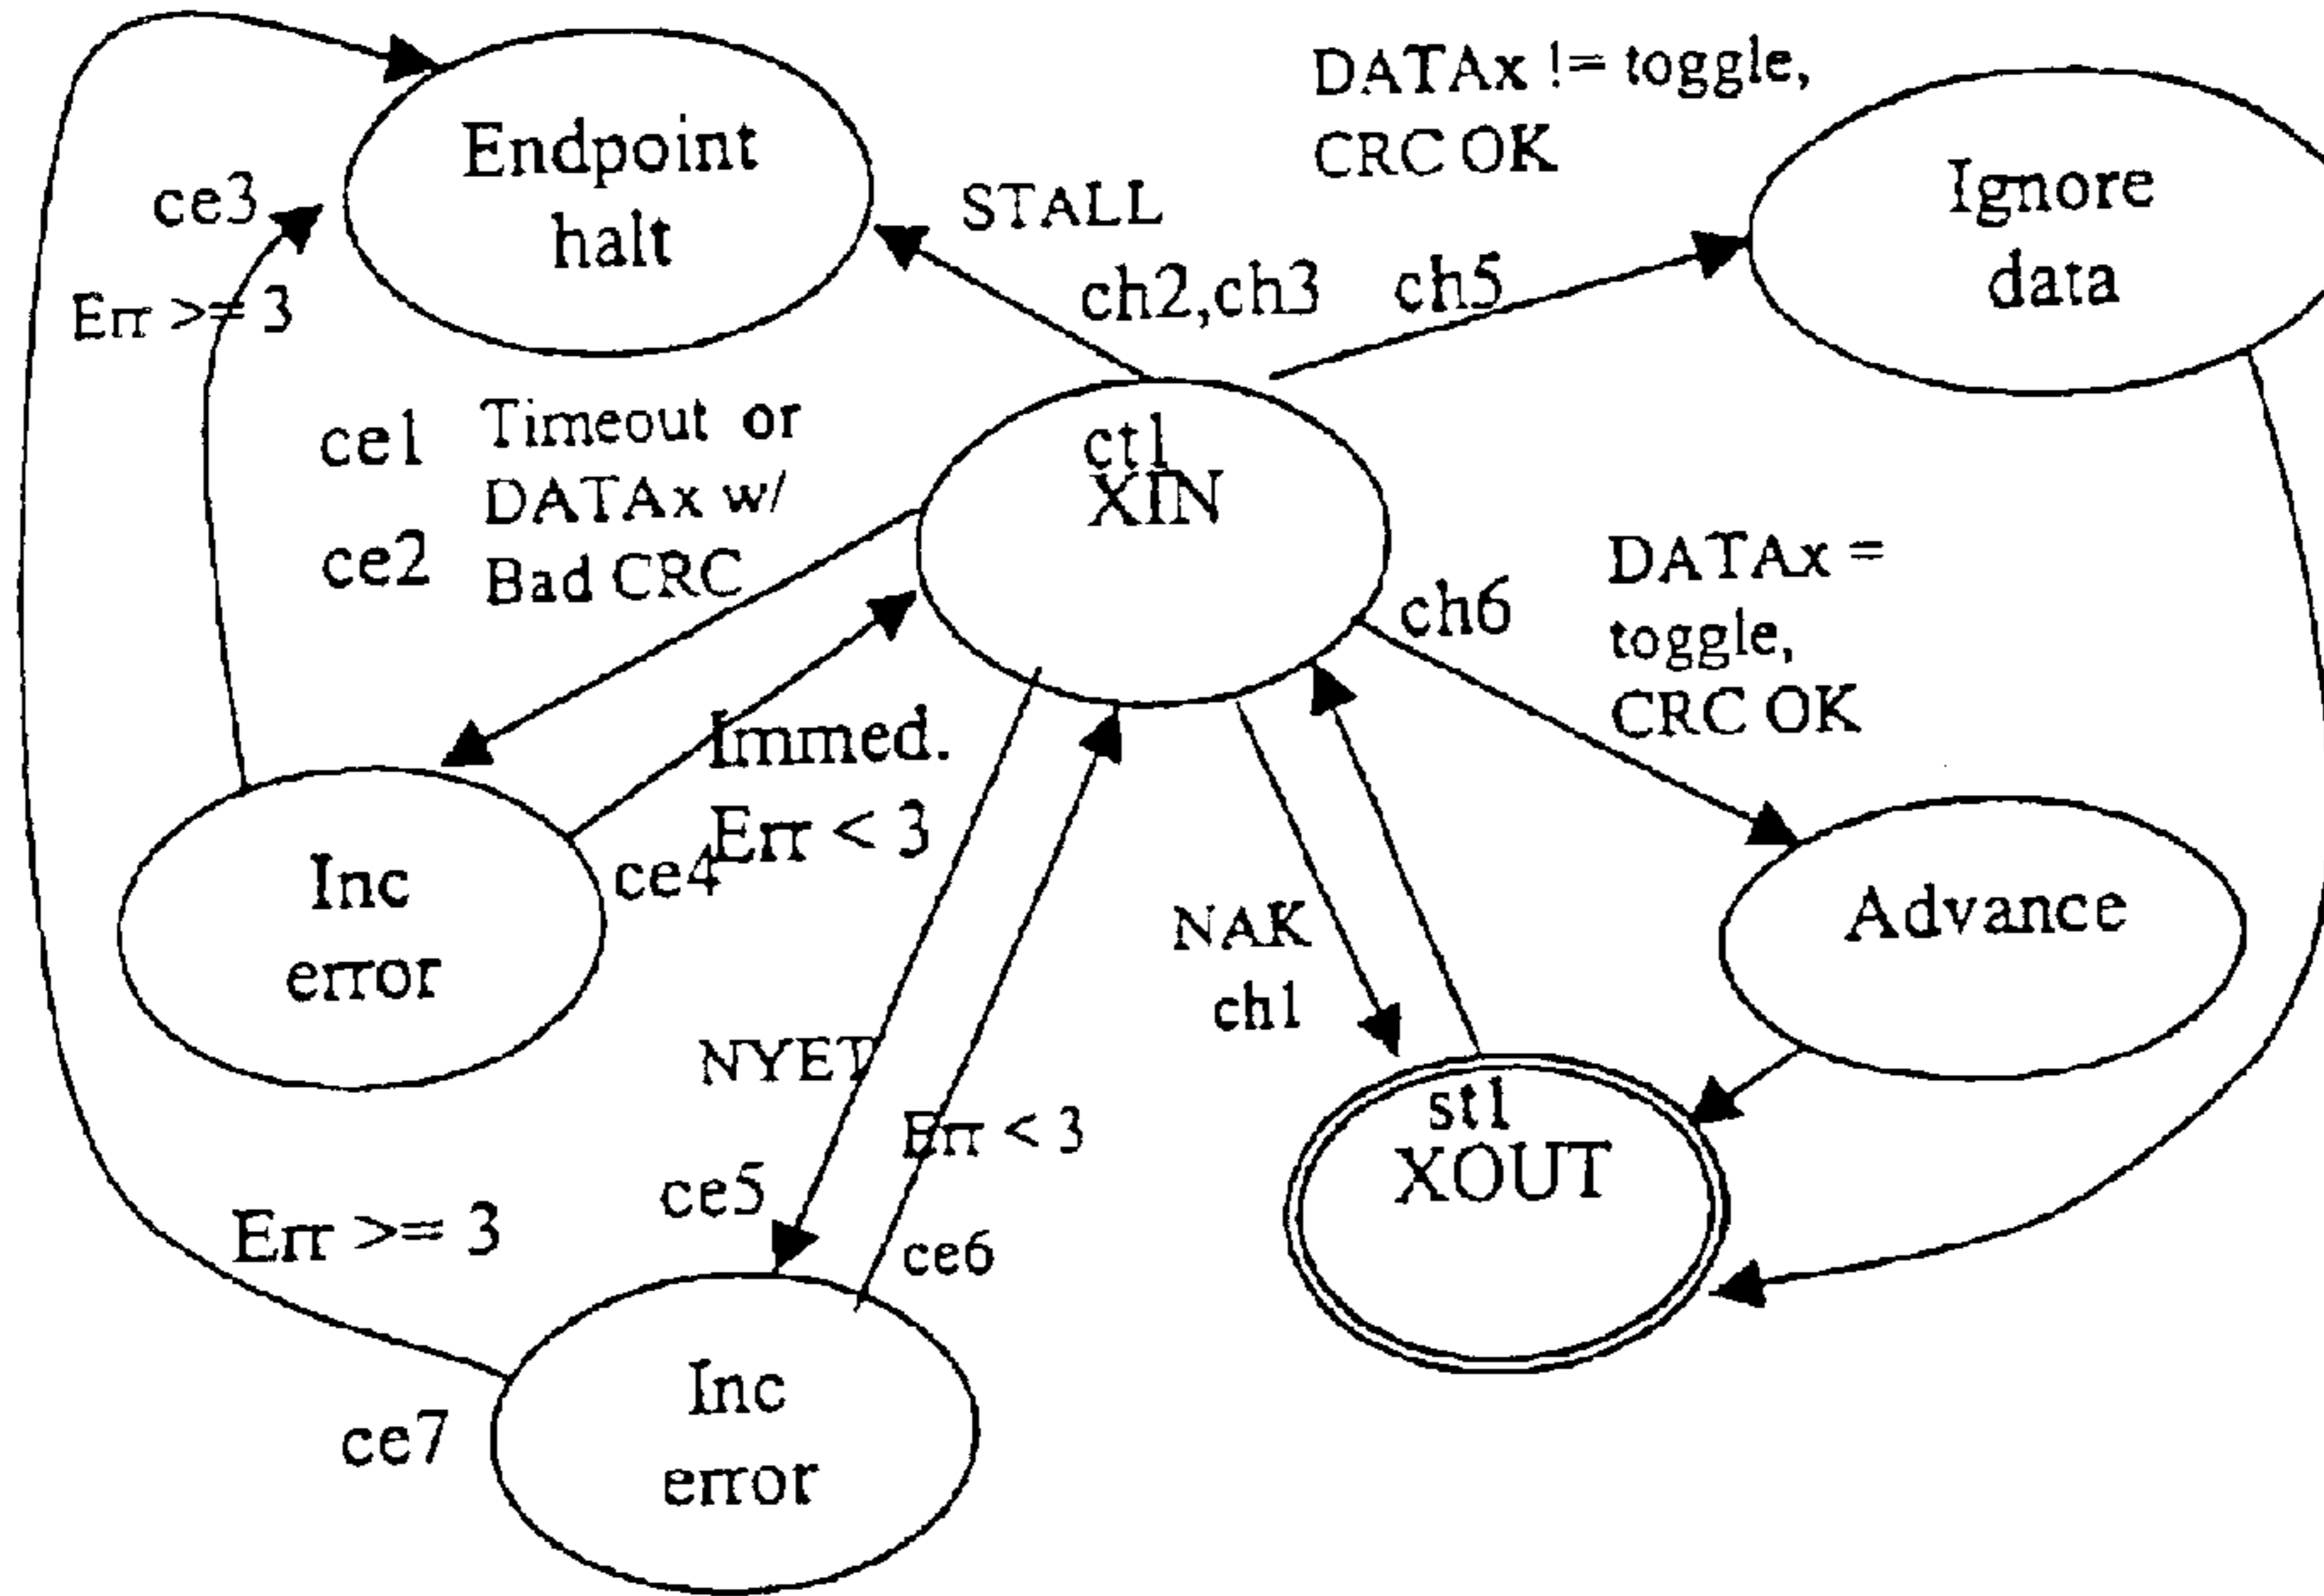 DATAx != toggle,
CRC OK
Endpoint
halt
Ignore
data
ce3
STALL
Err >= 3
ch2,ch3
ch5
ce1
Timeout or
DATAx w/
ce2
Bad CRC
ct1
XIN
DATAx =
toggle,
CRC OK
ch6
Immed.
Err < 3
ce4
Inc
error
Advance
NAK
ch1
NYET
Err < 3
ce5
ce6
st1
XOUT
Err >= 3
Inc
error
ce7